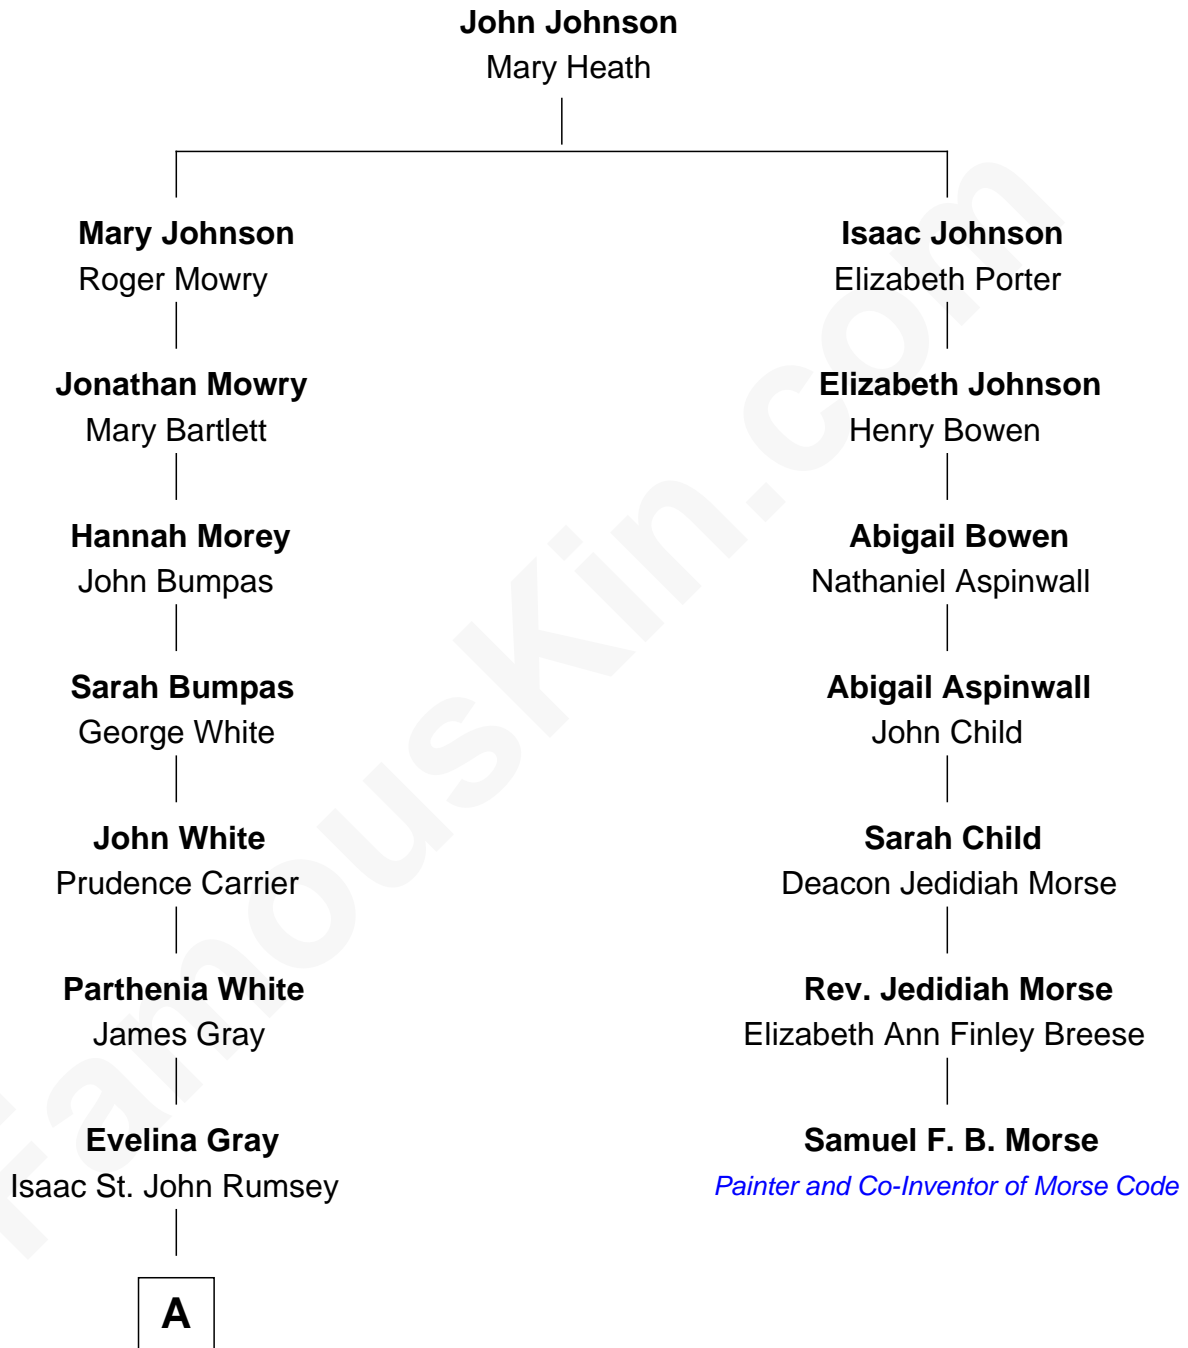 John Johnson
Mary Heath
Mary Johnson
Roger Mowry
Jonathan Mowry
Mary Bartlett
Hannah Morey
John Bumpas
Sarah Bumpas
George White
John White
Prudence Carrier
Parthenia White
James Gray
Evelina Gray
Isaac St. John Rumsey
A
Isaac Johnson
Elizabeth Porter
Elizabeth Johnson
Henry Bowen
Abigail Bowen
Nathaniel Aspinwall
Abigail Aspinwall
John Child
Sarah Child
Deacon Jedidiah Morse
Rev. Jedidiah Morse
Elizabeth Ann Finley Breese
Samuel F. B. Morse
Painter and Co-Inventor of Morse Code
FamousKin.com